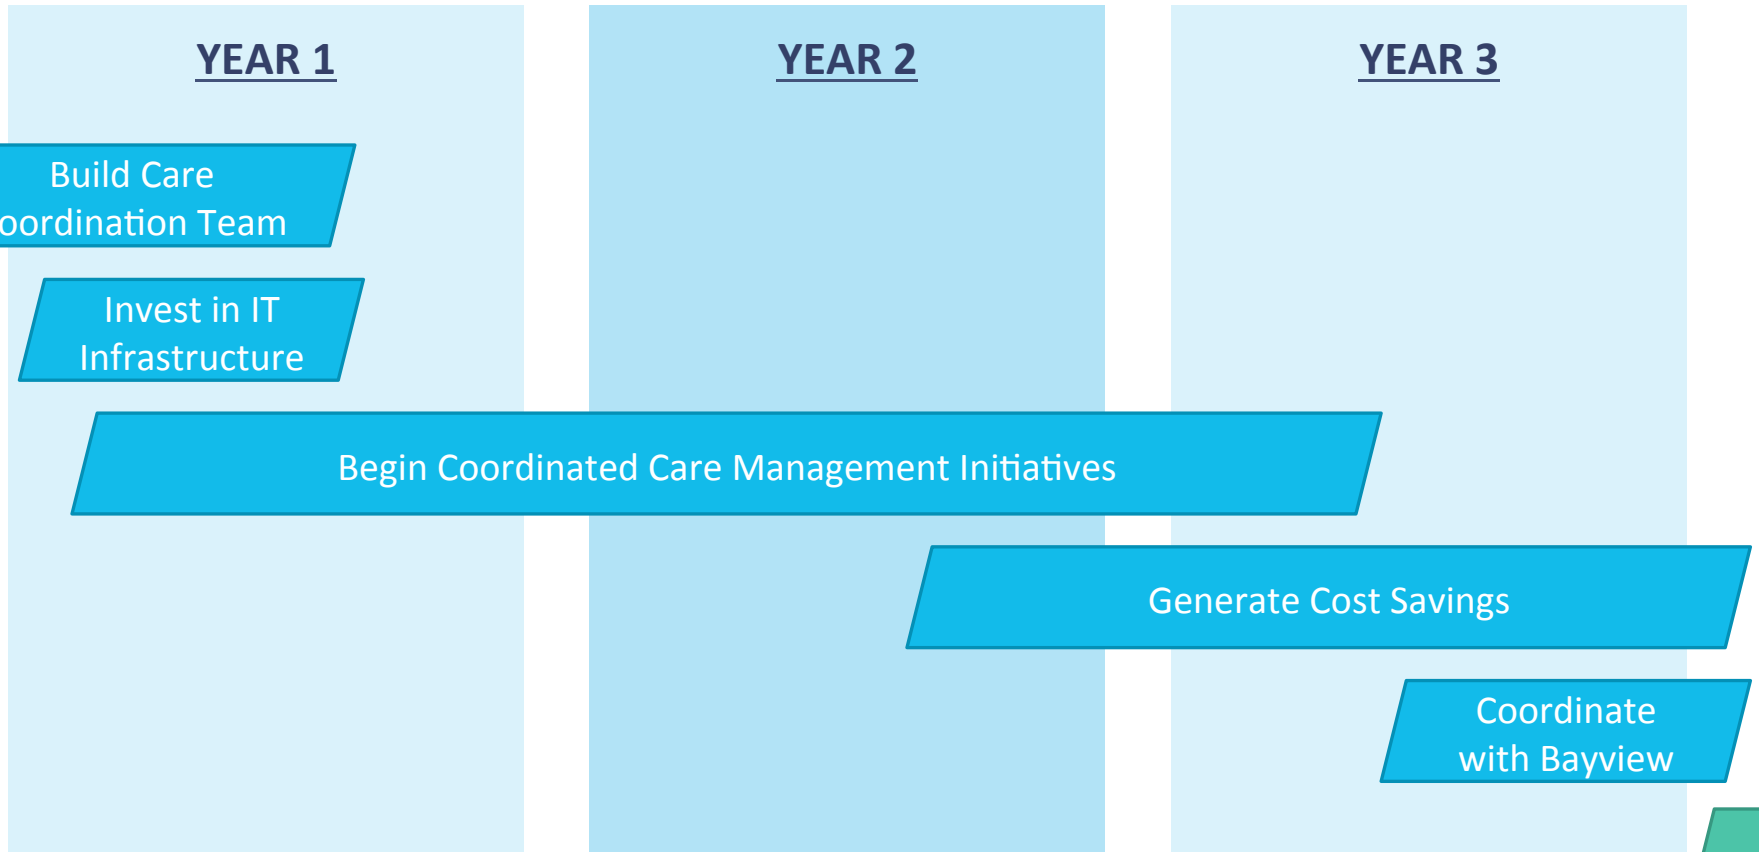 YEAR 1
YEAR 2
YEAR 3
Build Care
oordination Team
Invest in IT
Infrastructure
Begin Coordinated Care Management Initiatives
Generate Cost Savings
Coordinate
with Bayview